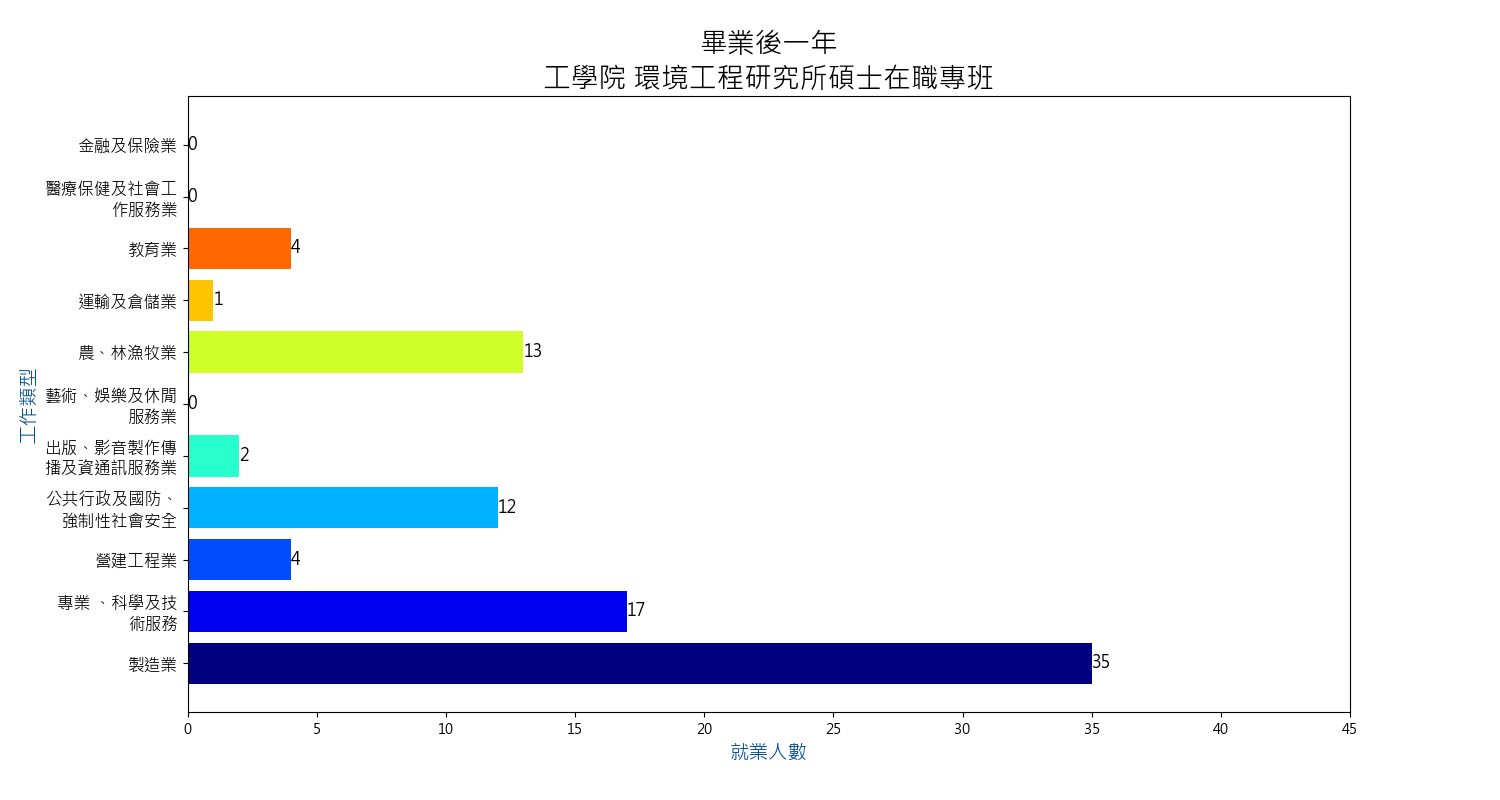 畢業後一年
工學院 環境工程研究所碩士在職專班
金融及保險業
0
醫療保健及社會工
作服務業
0
教育業
4
運輸及倉儲業
1
農、林漁牧業
13
藝術、娛樂及休閒
服務業
0
出版、影音製作傳
播及資通訊服務業
2
公共行政及國防、
強制性社會安全
12
營建工程業
4
專業 、科學及技
術服務
17
製造業
35
工作類型
0 5 10 15 20 25 30 35 40 45
就業人數